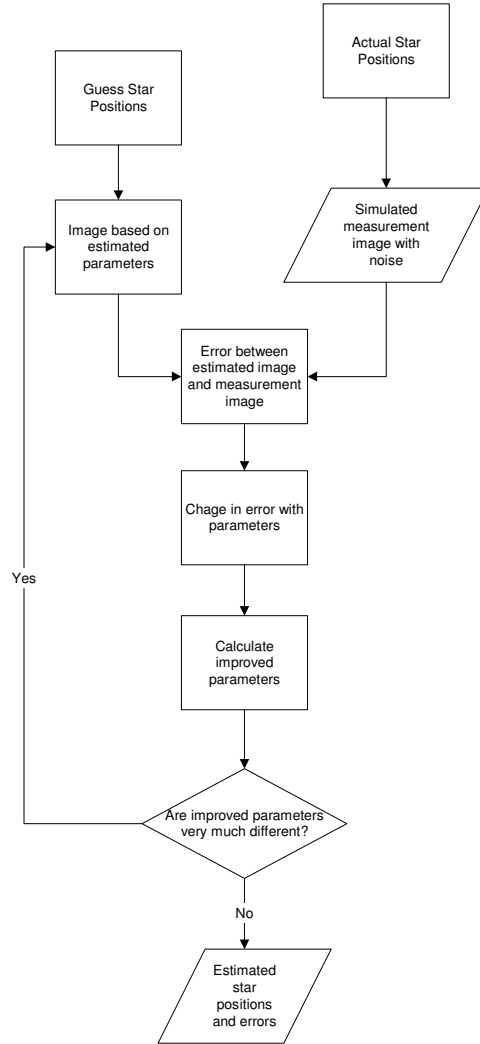 Actual Star
Positions
Guess Star
Positions
Image based on
estimated
parameters
Simulated
measurement
image with
noise
Error between
estimated image
and measurement
image
Chage in error with
parameters
Yes
Calculate
improved
parameters
Are improved parameters
very much different?
No
Estimated
star
positions
and errors